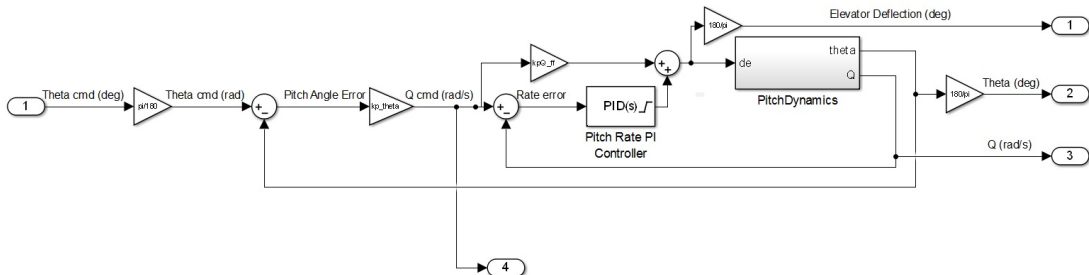 Elevator Deflection (deg)
180/pi
1
kpQ_ff
theta
de
Q
PitchDynamics
Theta cmd (deg)
Theta cmd (rad)
Pitch Angle Error
Q cmd (rad/s)
Rate error
1
pi/180
kp_theta
PID(s)
Pitch Rate PI
Controller
180/pi
Theta (deg)
2
Q (rad/s)
3
4